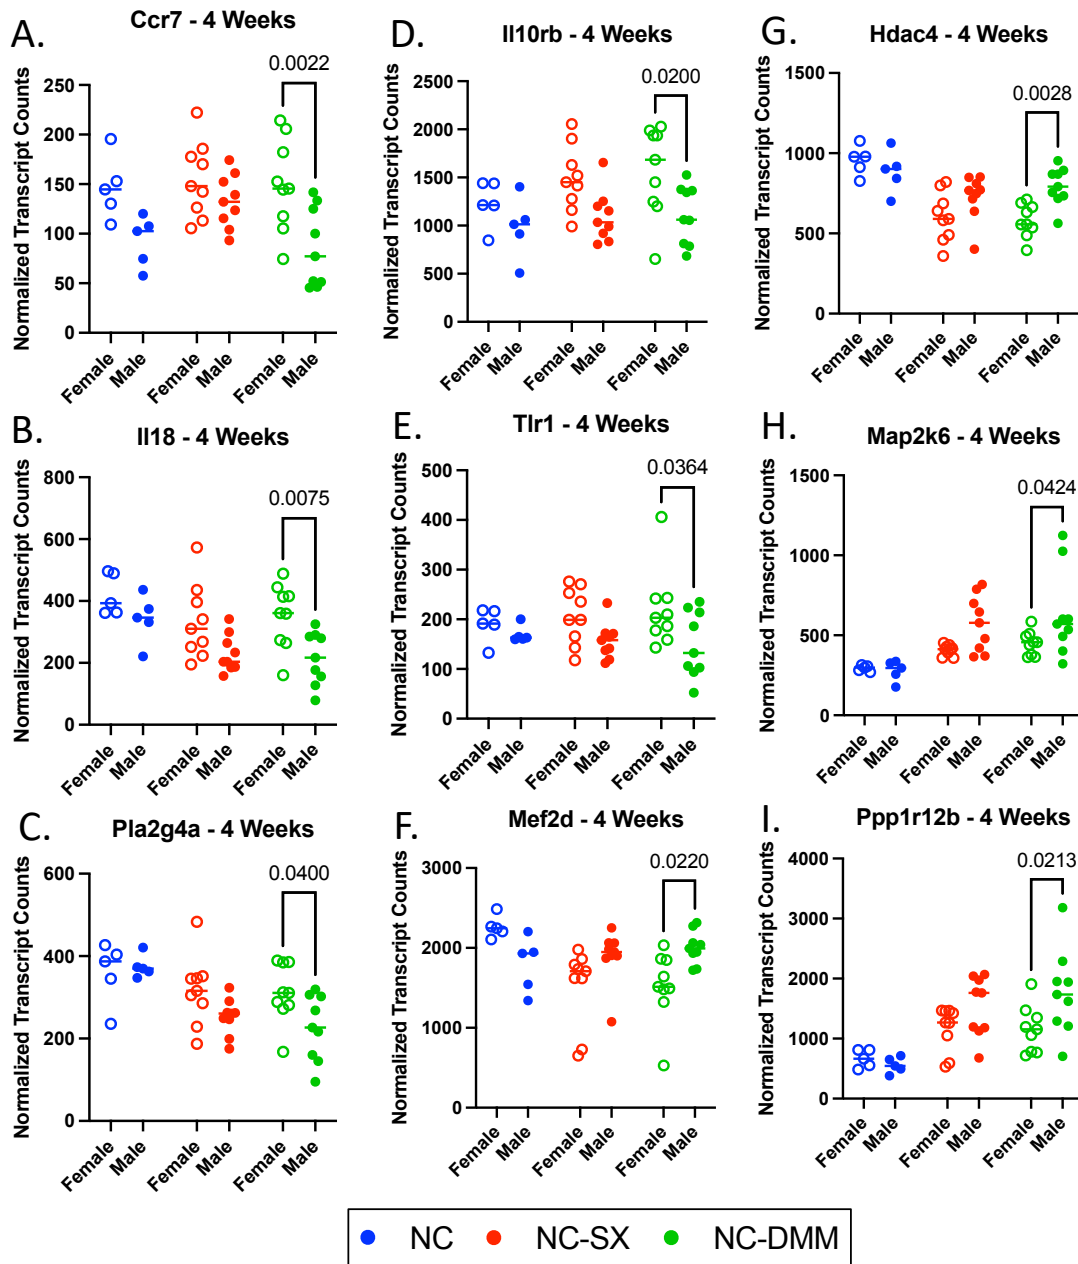 A.
Ccr7 - 4 Weeks
Normalized Transcript Counts
250
200
150
100
50
0
0.0022
Female
Male
Female
Male
Female
Male
D.
Il10rb - 4 Weeks
Normalized Transcript Counts
2500
2000
1500
1000
500
0
0.0200
Female
Male
Female
Male
Female
Male
G.
Hdac4 - 4 Weeks
Normalized Transcript Counts
1500
1000
500
0
0.0028
Female
Male
Female
Male
Female
Male
B.
Il18 - 4 Weeks
Normalized Transcript Counts
800
600
400
200
0
0.0075
Female
Male
Female
Male
Female
Male
E.
Tlr1 - 4 Weeks
Normalized Transcript Counts
500
400
300
200
100
0
0.0364
Female
Male
Female
Male
Female
Male
H.
Map2k6 - 4 Weeks
Normalized Transcript Counts
1500
1000
500
0
0.0424
Female
Male
Female
Male
Female
Male
C.
Pla2g4a - 4 Weeks
Normalized Transcript Counts
600
400
200
0
0.0400
Female
Male
Female
Male
Female
Male
F.
Mef2d - 4 Weeks
Normalized Transcript Counts
3000
2000
1000
0
0.0220
Female
Male
Female
Male
Female
Male
I.
Ppp1r12b - 4 Weeks
Normalized Transcript Counts
4000
3000
2000
1000
0
0.0213
Female
Male
Female
Male
Female
Male
NC NC-SX NC-DMM